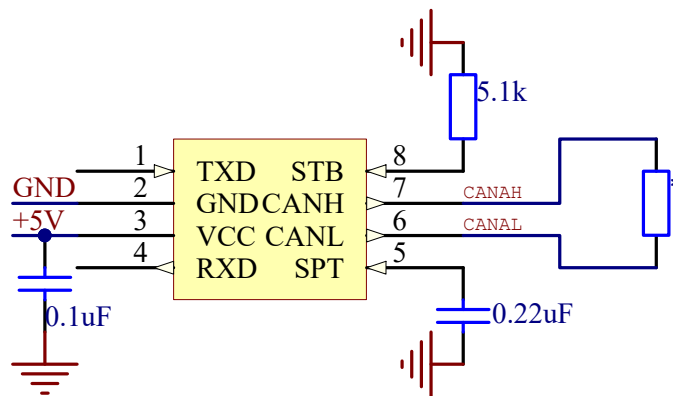 5.1k
1 TXD STB 8
GND 2 GND CANH 7 CANAH
+5V 3 VCC CANL 6 CANAL
4 RXD SPT 5
0.1uF
0.22uF